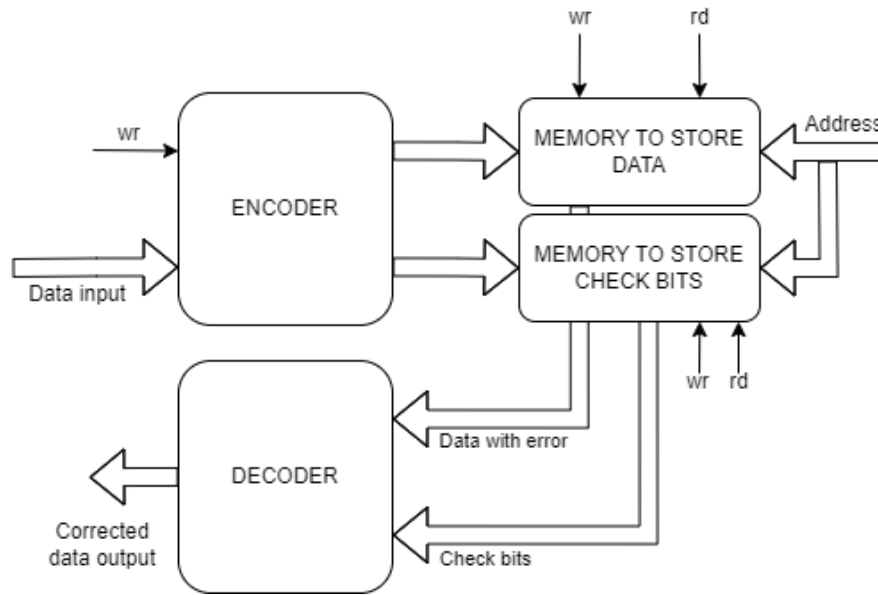 wr
rd
wr
ENCODER
MEMORY TO STORE
DATA
Address
Data input
MEMORY TO STORE
CHECK BITS
wr
rd
DECODER
Data with error
Corrected
data output
Check bits